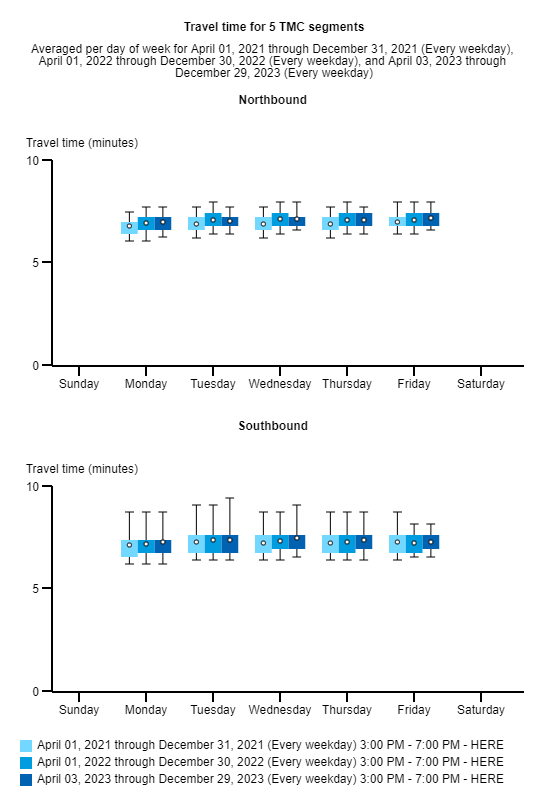 Travel time for 5 TMC segments
Averaged per day of week for April 01, 2021 through December 31, 2021 (Every weekday),
April 01, 2022 through December 30, 2022 (Every weekday), and April 03, 2023 through
December 29, 2023 (Every weekday)
Northbound
Travel time (minutes)
10
5
0
Sunday Monday Tuesday Wednesday Thursday Friday Saturday
Southbound
Travel time (minutes)
10
5
0
Sunday Monday Tuesday Wednesday Thursday Friday Saturday
April 01, 2021 through December 31, 2021 (Every weekday) 3:00 PM - 7:00 PM - HERE
April 01, 2022 through December 30, 2022 (Every weekday) 3:00 PM - 7:00 PM - HERE
April 03, 2023 through December 29, 2023 (Every weekday) 3:00 PM - 7:00 PM - HERE